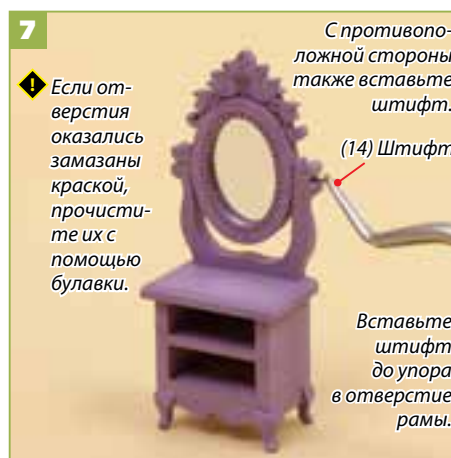 7
С противопо-
ложной стороны
также вставьте
штифт.
! Если от-
верстия
оказались
замазаны
краской,
прочисти-
те их с
помощью
булавки.
(14) Штифт
Вставьте
штифт
до упора
в отверстие
рамы.